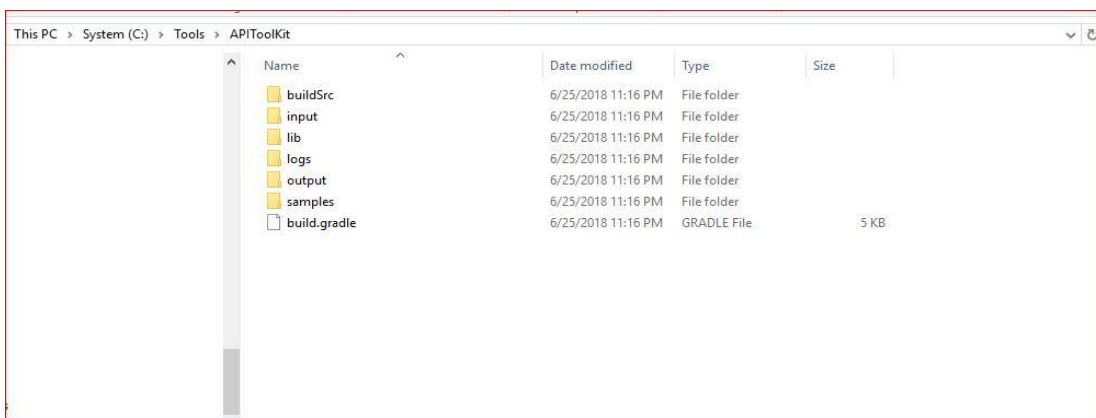 This PC > System (C:) > Tools > APIToolKit
Name Date modified Type Size
buildSrc 6/25/2018 11:16 PM File folder
input 6/25/2018 11:16 PM File folder
lib 6/25/2018 11:16 PM File folder
logs 6/25/2018 11:16 PM File folder
output 6/25/2018 11:16 PM File folder
samples 6/25/2018 11:16 PM File folder
build.gradle 6/25/2018 11:16 PM GRADLE File 5 KB